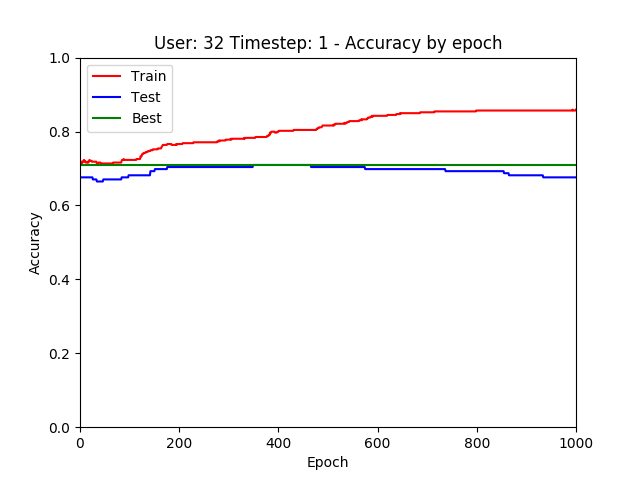 User: 32 Timestep: 1 - Accuracy by epoch
1.0
Train
Test
Best
0.8
0.6
Accuracy
0.4
0.2
0.0
0 200 400 600 800 1000
Epoch